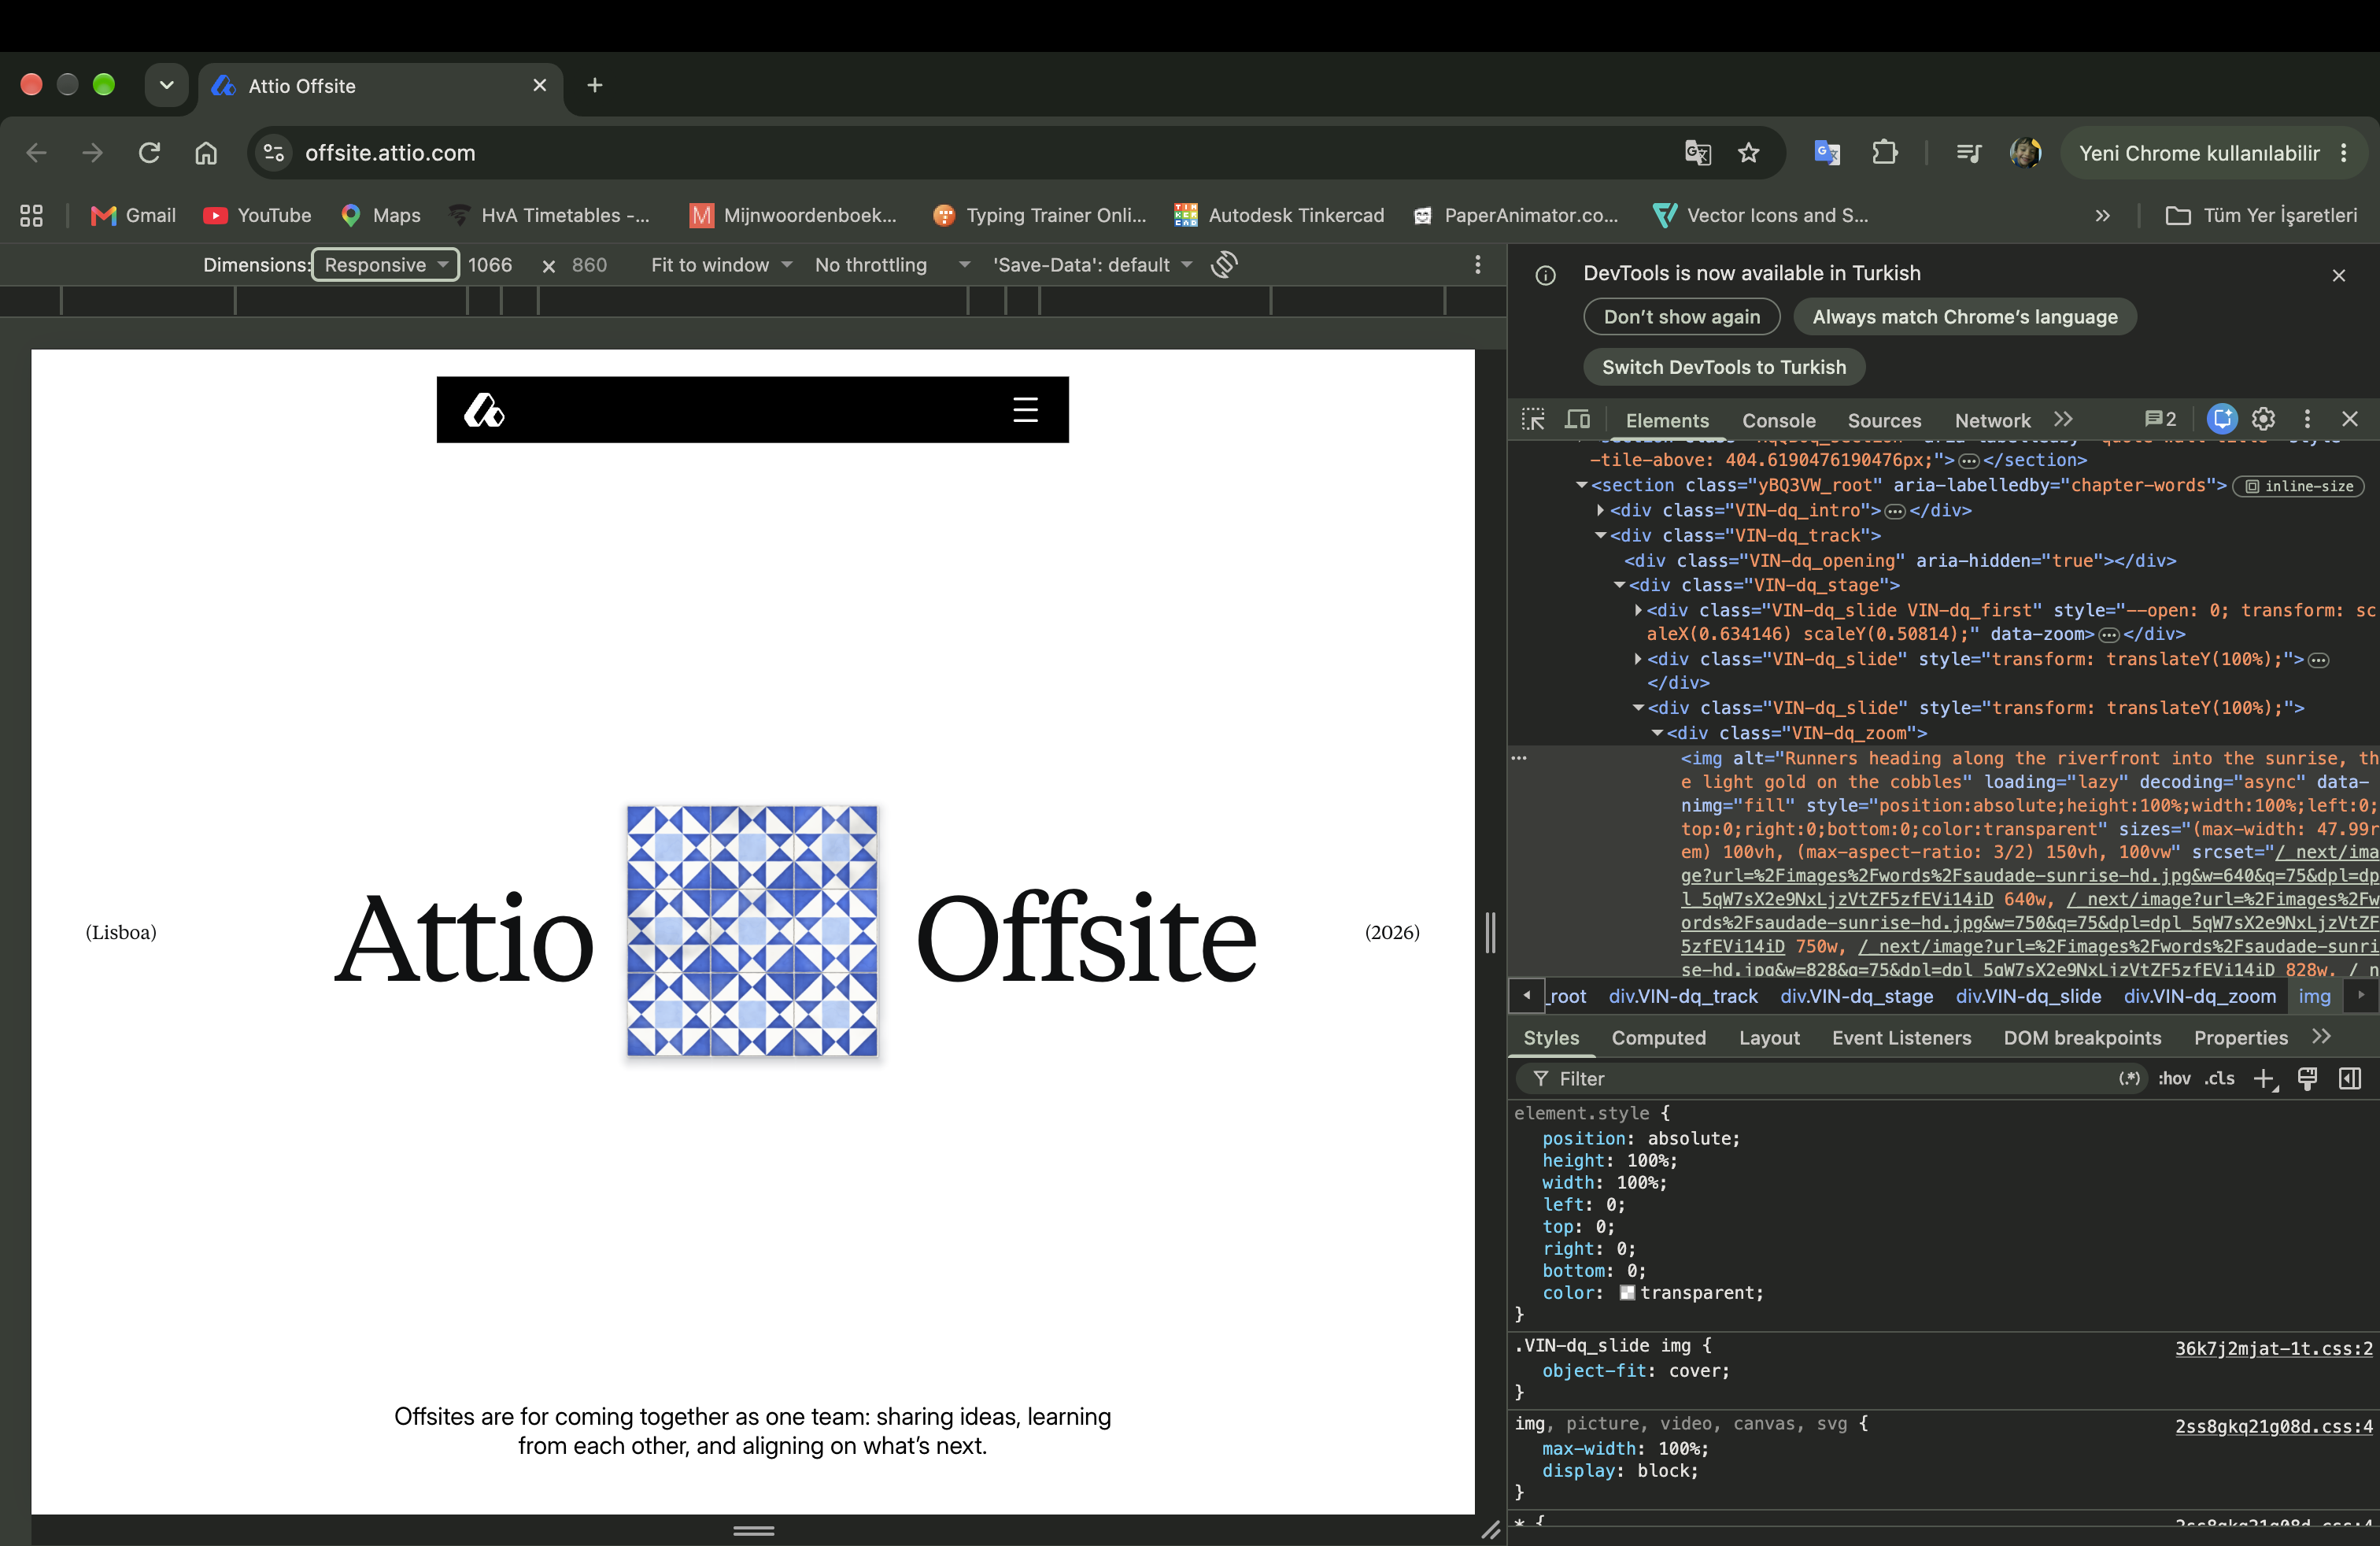 Attio Offsite
offsite.attio.com
Yeni Chrome kullanılabilir
Gmail
YouTube
Maps
HvA Timetables -...
Mijnwoordenboek...
Typing Trainer Onli...
Autodesk Tinkercad
PaperAnimator.co...
Vector Icons and S...
Tüm Yer İşaretleri
Dimensions: Responsive 1066 x 860 Fit to window No throttling 'Save-Data': default
(Lisboa)
Attio Offsite
(2026)
Offsites are for coming together as one team: sharing ideas, learning
from each other, and aligning on what's next.
DevTools is now available in Turkish
Don't show again
Always match Chrome's language
Switch DevTools to Turkish
Elements Console Sources Network 2
-tile-above: 404.6190476190476px;">…</section>
<section class="yBQ3VW_root" aria-labelledby="chapter-words"> inline-size
<div class="VIN-dq_intro">…</div>
<div class="VIN-dq_track">
<div class="VIN-dq_opening" aria-hidden="true"></div>
<div class="VIN-dq_stage">
<div class="VIN-dq_slide VIN-dq_first" style="--open: 0; transform: sc
aleX(0.634146) scaleY(0.50814);" data-zoom>…</div>
<div class="VIN-dq_slide" style="transform: translateY(100%);">…
</div>
<div class="VIN-dq_slide" style="transform: translateY(100%);">
<div class="VIN-dq_zoom">
<img alt="Runners heading along the riverfront into the sunrise, th
e light gold on the cobbles" loading="lazy" decoding="async" data-
nimg="fill" style="position:absolute;height:100%;width:100%;left:0;
top:0;right:0;bottom:0;color:transparent" sizes="(max-width: 47.99r
em) 100vh, (max-aspect-ratio: 3/2) 150vh, 100vw" srcset="/_next/ima
ge?url=%2Fimages%2Fwords%2Fsaudade-sunrise-hd.jpg&w=640&q=75&dpl=dp
l_5qW7sX2e9NxLjzVtZF5zfEVi14iD 640w, /_next/image?url=%2Fimages%2Fw
ords%2Fsaudade-sunrise-hd.jpg&w=750&q=75&dpl=dpl_5qW7sX2e9NxLjzVtZF
5zfEVi14iD 750w, /_next/image?url=%2Fimages%2Fwords%2Fsaudade-sunri
se-hd.jpg&w=828&q=75&dpl=dpl_5qW7sX2e9NxLjzVtZF5zfEVi14iD 828w, /_n
_root div.VIN-dq_track div.VIN-dq_stage div.VIN-dq_slide div.VIN-dq_zoom img
Styles Computed Layout Event Listeners DOM breakpoints Properties
Filter (.*) :hov .cls
element.style {
position: absolute;
height: 100%;
width: 100%;
left: 0;
top: 0;
right: 0;
bottom: 0;
color: transparent;
}
.VIN-dq_slide img { 36k7j2mjat-1t.css:2
object-fit: cover;
}
img, picture, video, canvas, svg { 2ss8gkq21g08d.css:4
max-width: 100%;
display: block;
}
* { 2ss8gkq21g08d.css:4